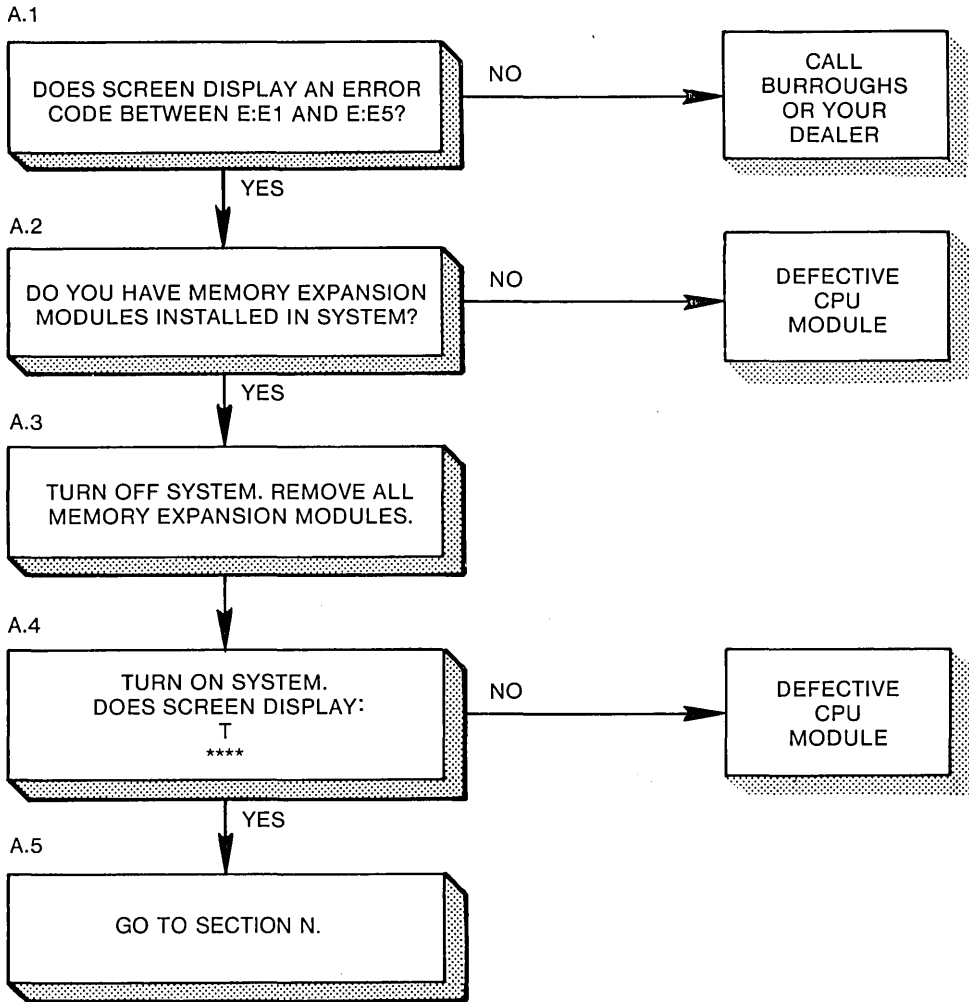 A.1
DOES SCREEN DISPLAY AN ERROR
CODE BETWEEN E:E1 AND E:E5?
NO
CALL
BURROUGHS
OR YOUR
DEALER
YES
A.2
DO YOU HAVE MEMORY EXPANSION
MODULES INSTALLED IN SYSTEM?
NO
DEFECTIVE
CPU
MODULE
YES
A.3
TURN OFF SYSTEM. REMOVE ALL
MEMORY EXPANSION MODULES.
A.4
TURN ON SYSTEM.
DOES SCREEN DISPLAY:
T
****
NO
DEFECTIVE
CPU
MODULE
YES
A.5
GO TO SECTION N.